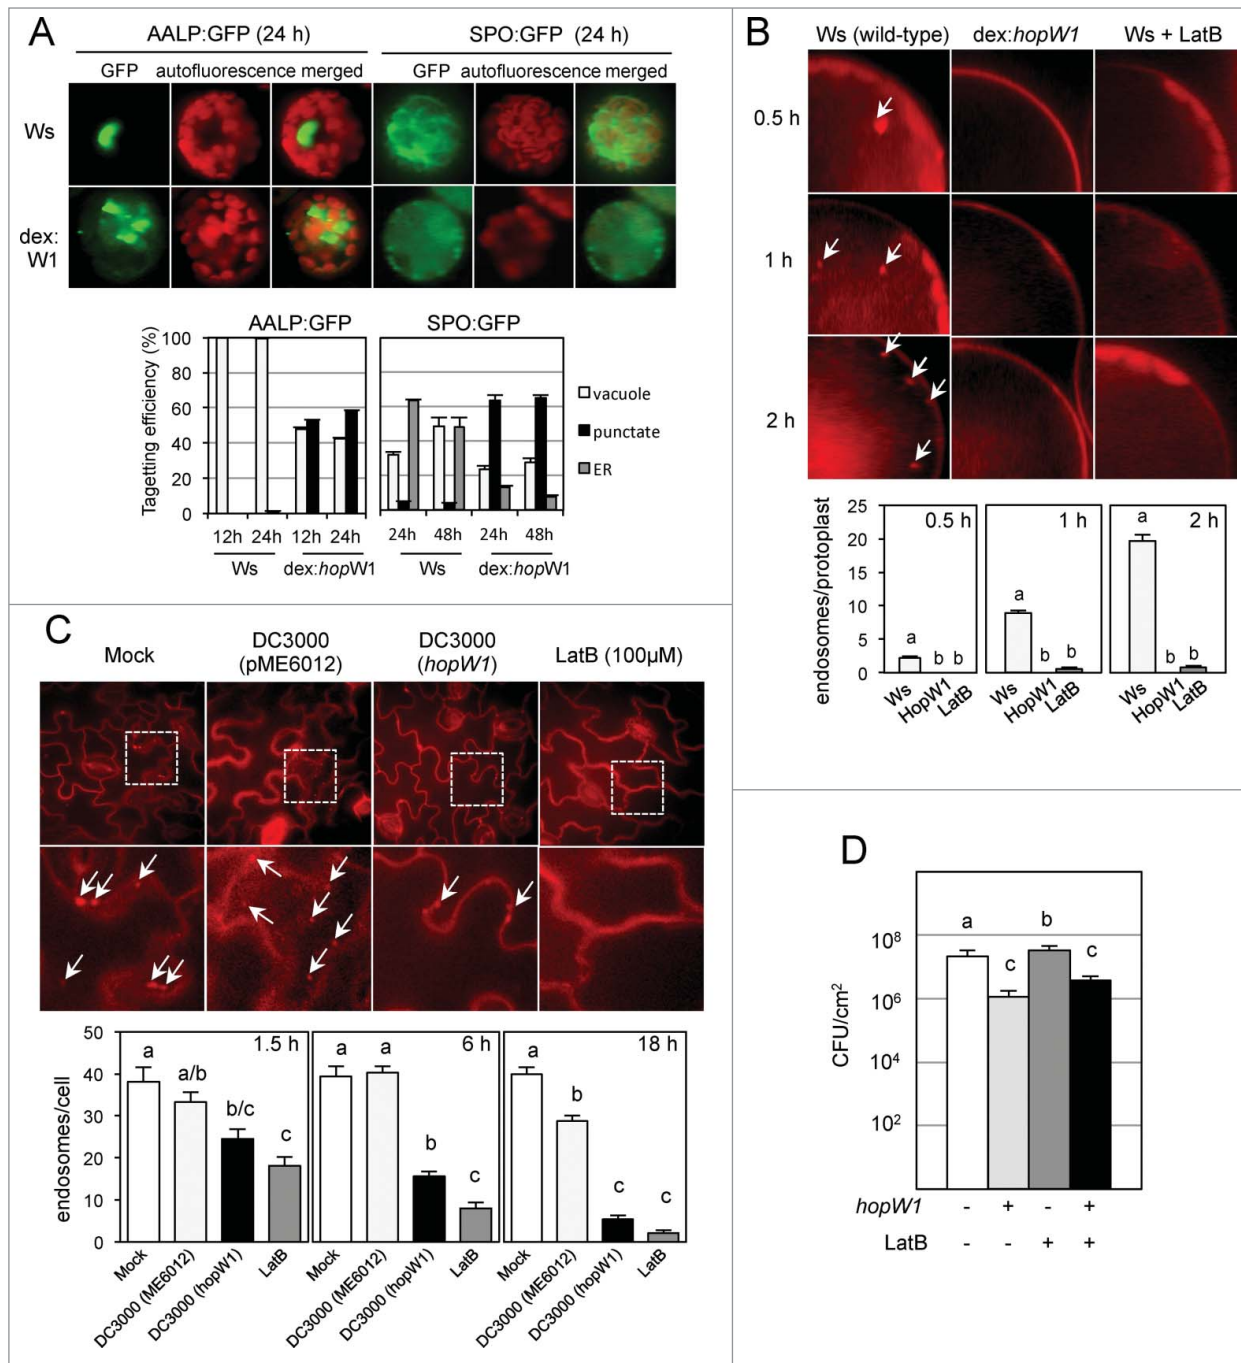 A
AALP:GFP (24 h) SPO:GFP (24 h)
GFP autofluorescence merged GFP autofluorescence merged
Ws
dex:
W1
AALP:GFP SPO:GFP
Tagetting efficiency (%)
100
80
60
40
20
0
12h 24h 12h 24h 24h 48h 24h 48h
Ws dex:hopW1 Ws dex:hopW1
vacuole
punctate
ER
B
Ws (wild-type) dex:hopW1 Ws + LatB
0.5 h
1 h
2 h
endosomes/protoplast
25
20
15
10
5
0
0.5 h 1 h 2 h
a b b a b b a b b
Ws HopW1 LatB Ws HopW1 LatB Ws HopW1 LatB
C
Mock DC3000 (pME6012) DC3000 (hopW1) LatB (100µM)
endosomes/cell
50
40
30
20
10
0
1.5 h 6 h 18 h
a a/b b/c c a a b c a b c c
Mock DC3000 (ME6012) DC3000 (hopW1) LatB Mock DC3000 (ME6012) DC3000 (hopW1) LatB Mock DC3000 (ME6012) DC3000 (hopW1) LatB
D
CFU/cm²
10⁸
10⁶
10⁴
10²
a c b c
hopW1 - + - +
LatB - - + +